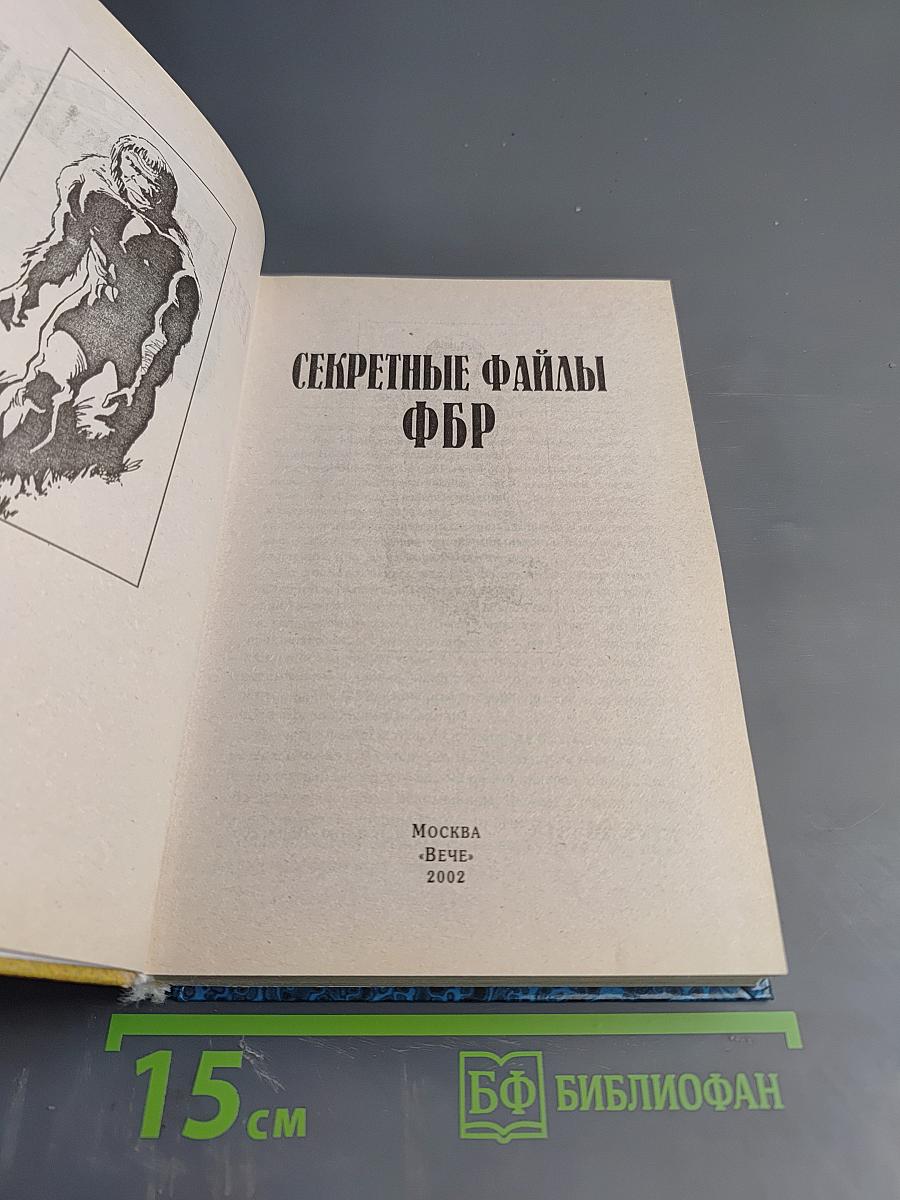 СЕКРЕТНЫЕ ФАЙЛЫ
ФБР
МОСКВА
«ВЕЧЕ»
2002
15 см
БФ БИБЛИОФАН